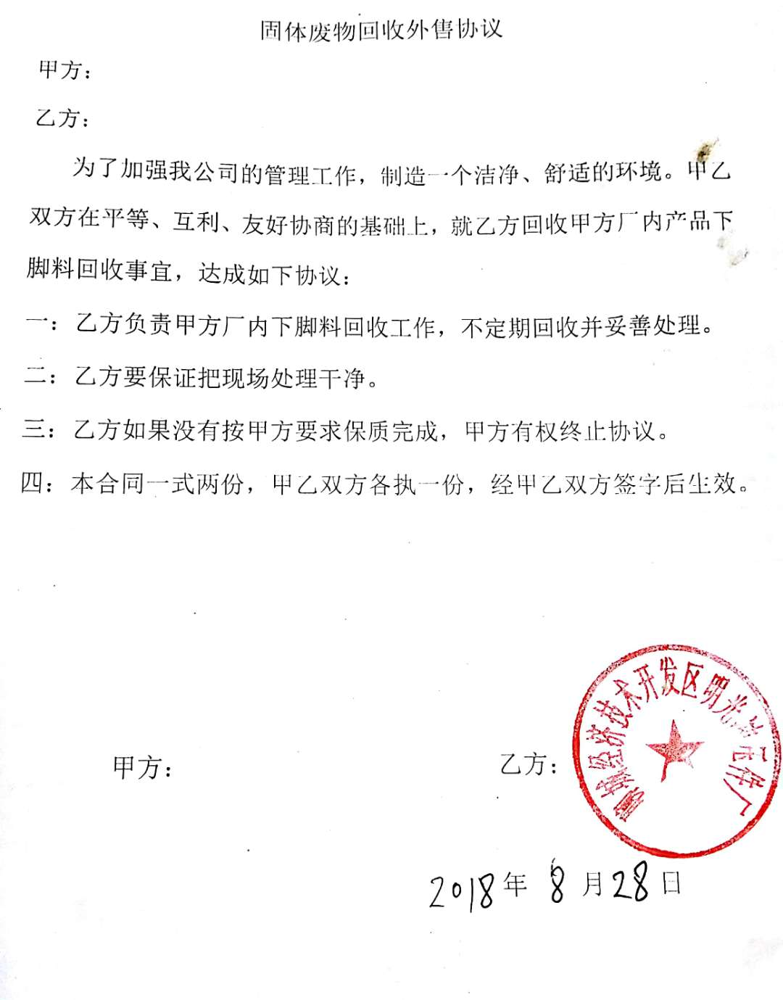 固体废物回收外售协议
甲方：
乙方：
为了加强我公司的管理工作，制造一个洁净、舒适的环境。甲乙
双方在平等、互利、友好协商的基础上，就乙方回收甲方厂内产品下
脚料回收事宜，达成如下协议：
一：乙方负责甲方厂内下脚料回收工作，不定期回收并妥善处理。
二：乙方要保证把现场处理干净。
三：乙方如果没有按甲方要求保质完成，甲方有权终止协议。
四：本合同一式两份，甲乙双方各执一份，经甲乙双方签字后生效。
经济技术开发区明光
甲方：
乙方：
2018年 8月28日